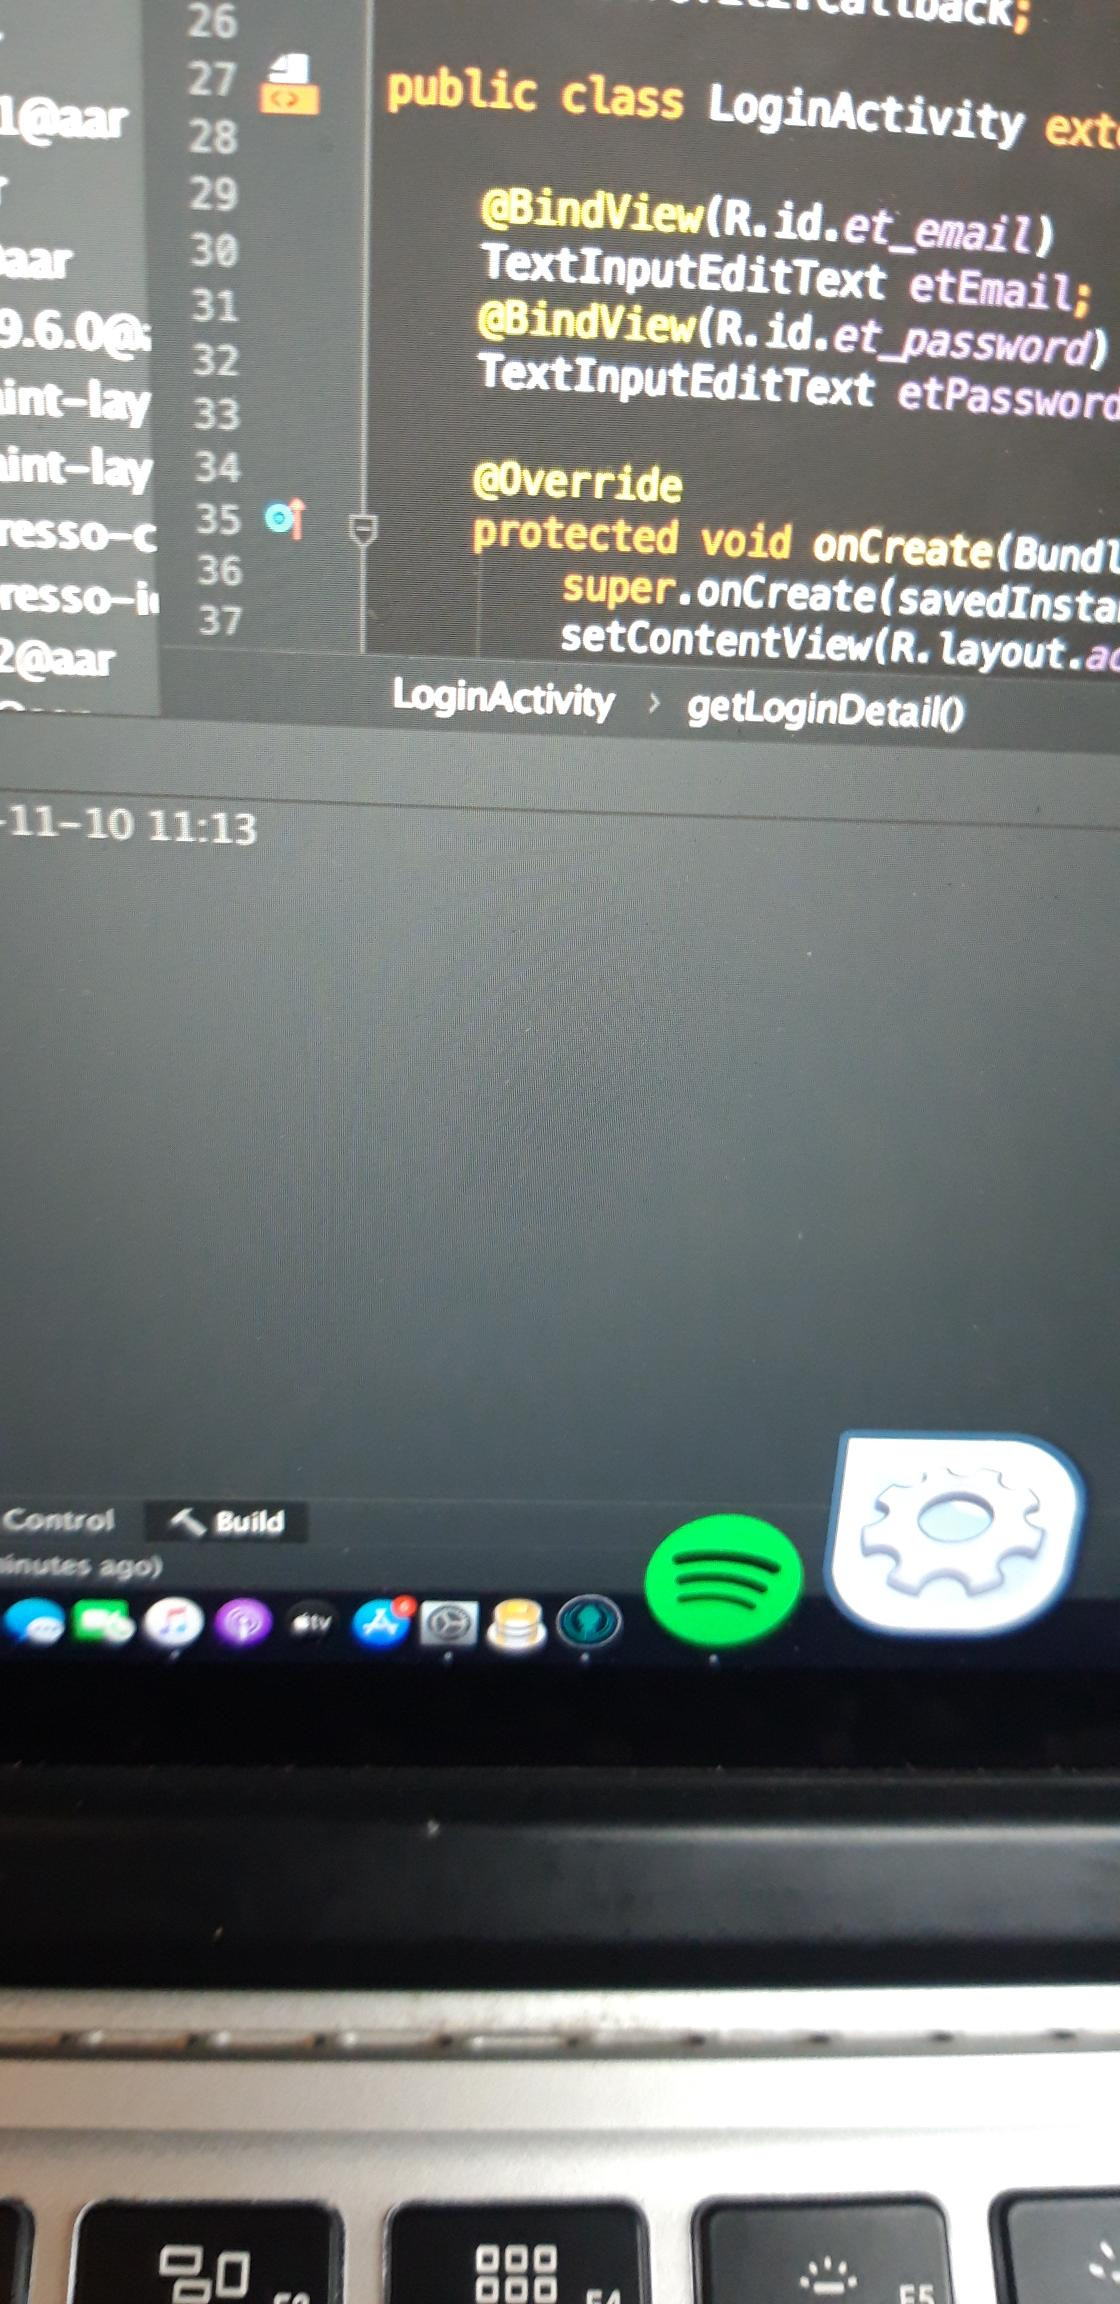 26 Callback;
27 public class LoginActivity
28
29 @BindView(R.id.et_email)
30 TextInputEditText etEmail;
31 @BindView(R.id.et_password)
32 TextInputEditText etPassword
33
34 @Override
35 protected void onCreate(Bundl
36 super.onCreate(savedInsta
37 setContentView(R.layout.ac
1@aar
aar
9.6.0@
int-lay
int-lay
resso-c
resso-i
2@aar
LoginActivity › getLoginDetail()
-11-10 11:13
Control Build
inutes ago)
tv
F4 F5